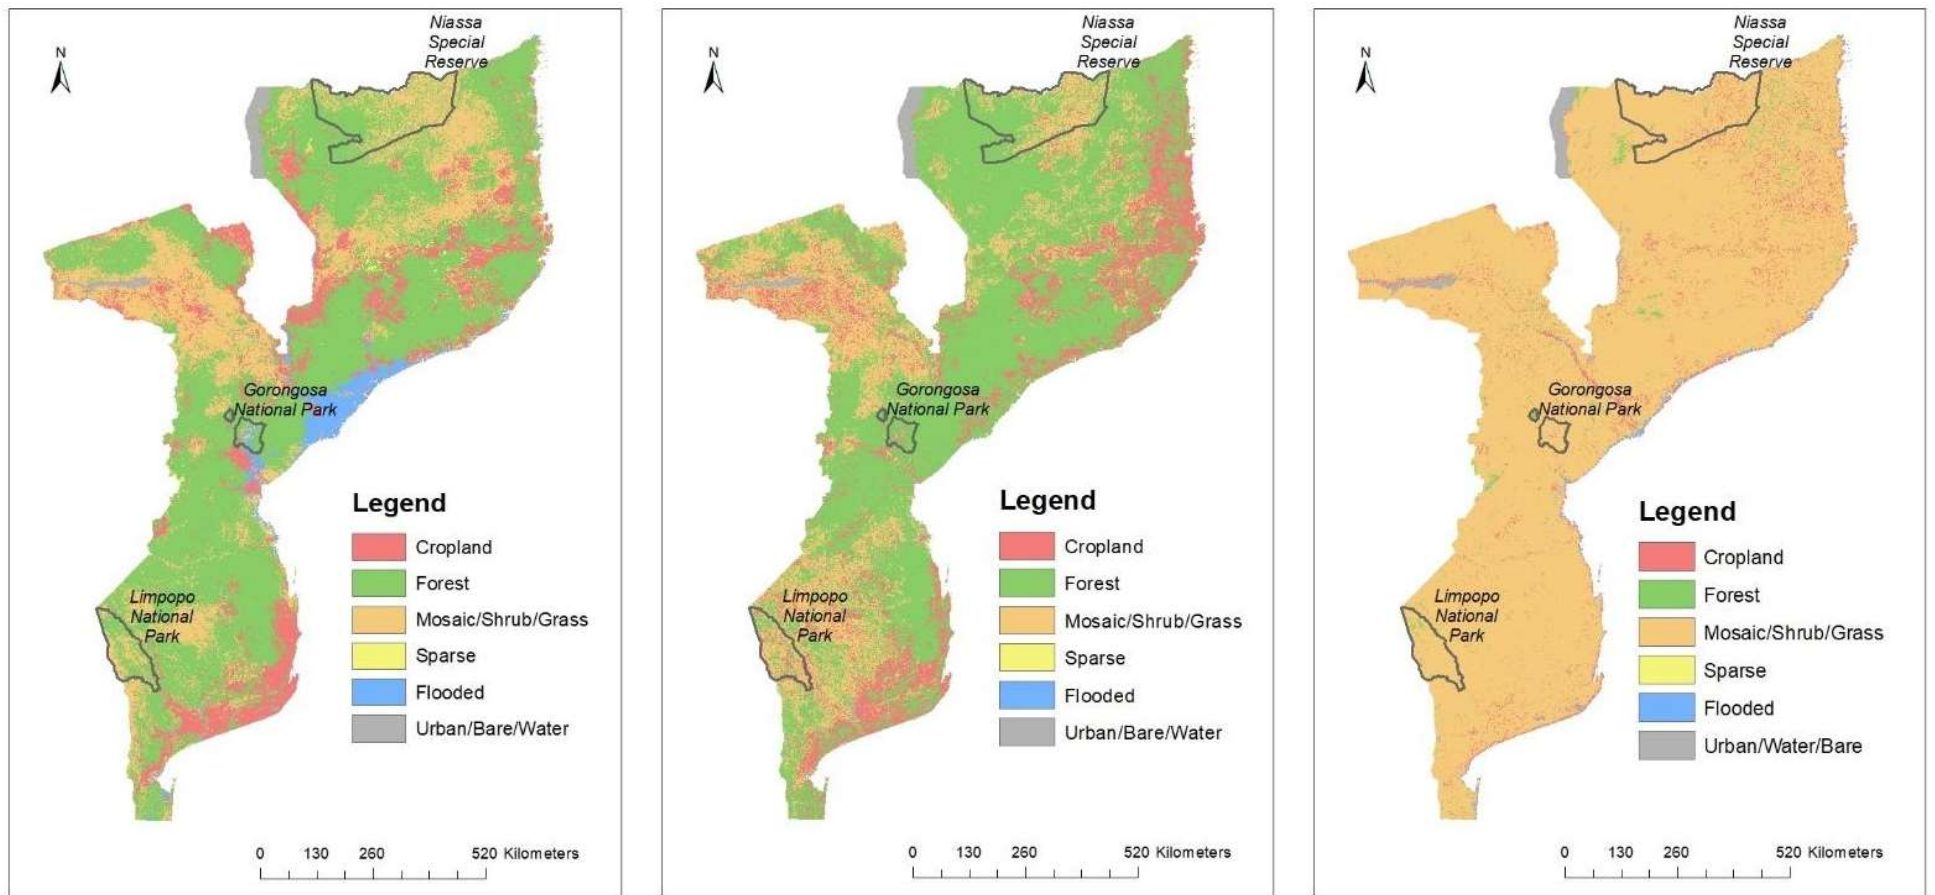 Niassa
Special
Reserve
N
Gorongosa
National Park
Legend
Cropland
Forest
Mosaic/Shrub/Grass
Sparse
Flooded
Urban/Bare/Water
Limpopo
National
Park
0 130 260 520 Kilometers
Niassa
Special
Reserve
N
Gorongosa
National Park
Legend
Cropland
Forest
Mosaic/Shrub/Grass
Sparse
Flooded
Urban/Bare/Water
Limpopo
National
Park
0 130 260 520 Kilometers
Niassa
Special
Reserve
N
Gorongosa
National Park
Legend
Cropland
Forest
Mosaic/Shrub/Grass
Sparse
Flooded
Urban/Water/Bare
Limpopo
National
Park
0 130 260 520 Kilometers